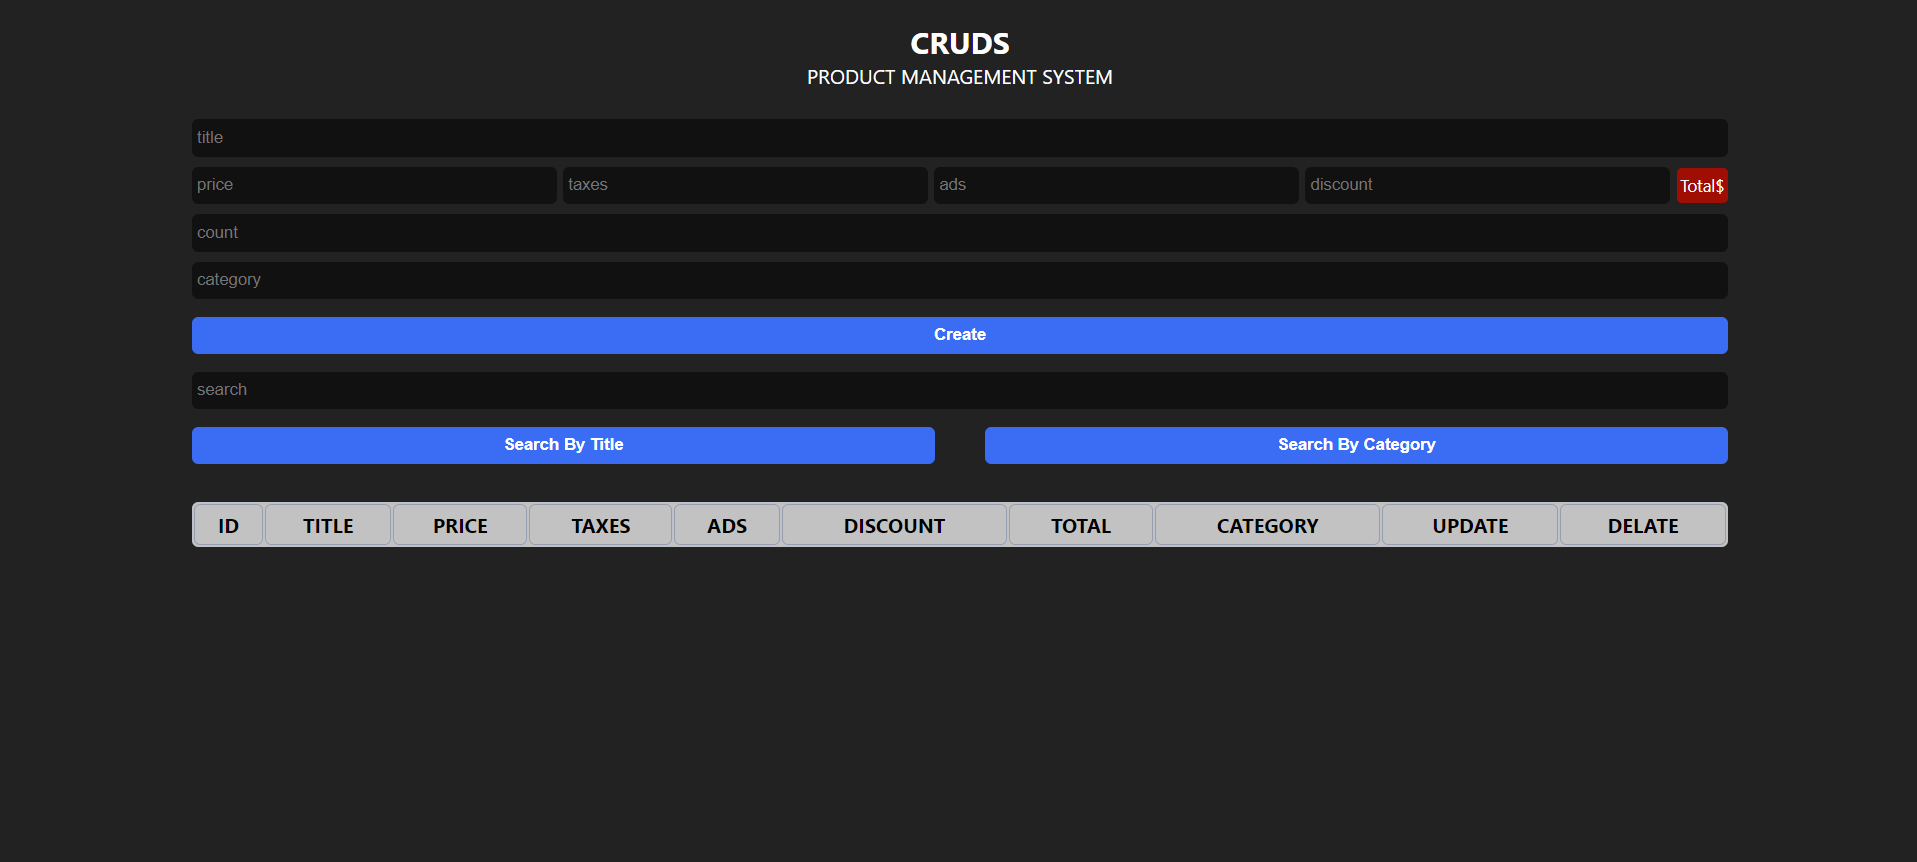 CRUDS
PRODUCT MANAGEMENT SYSTEM
title
price taxes ads discount Total$
count
category
Create
search
Search By Title Search By Category
ID TITLE PRICE TAXES ADS DISCOUNT TOTAL CATEGORY UPDATE DELATE